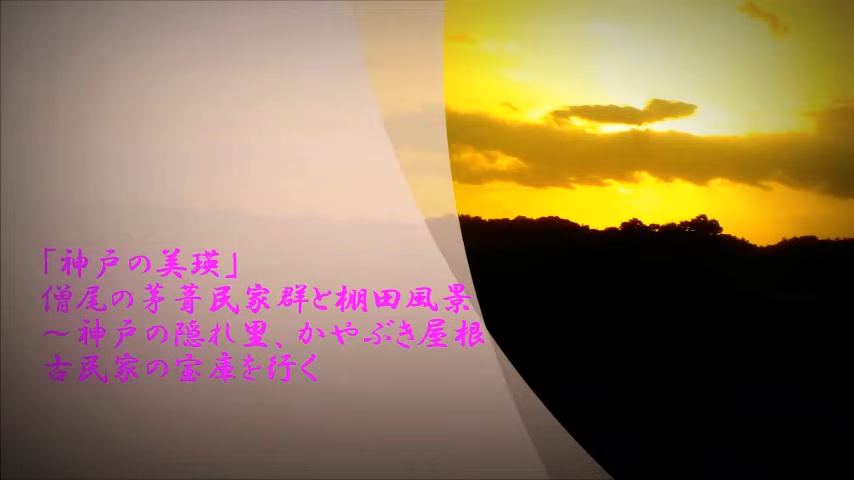 「神戸の美瑛」
僧尾の茅葺民家群と棚田風景
～神戸の隠れ里、かやぶき屋根
古民家の宝庫を行く